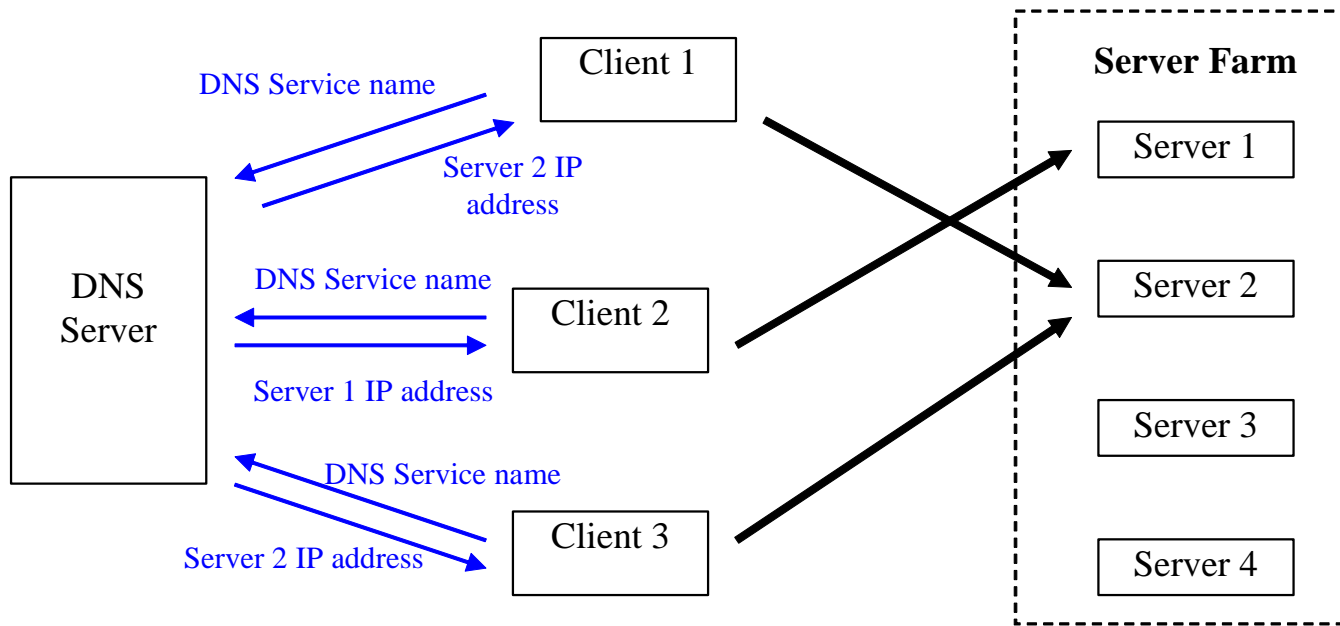 Client 1
Server Farm
DNS Service name
Server 1
Server 2 IP
address
DNS
Server
DNS Service name
Client 2
Server 2
Server 1 IP address
Server 3
DNS Service name
Client 3
Server 2 IP address
Server 4